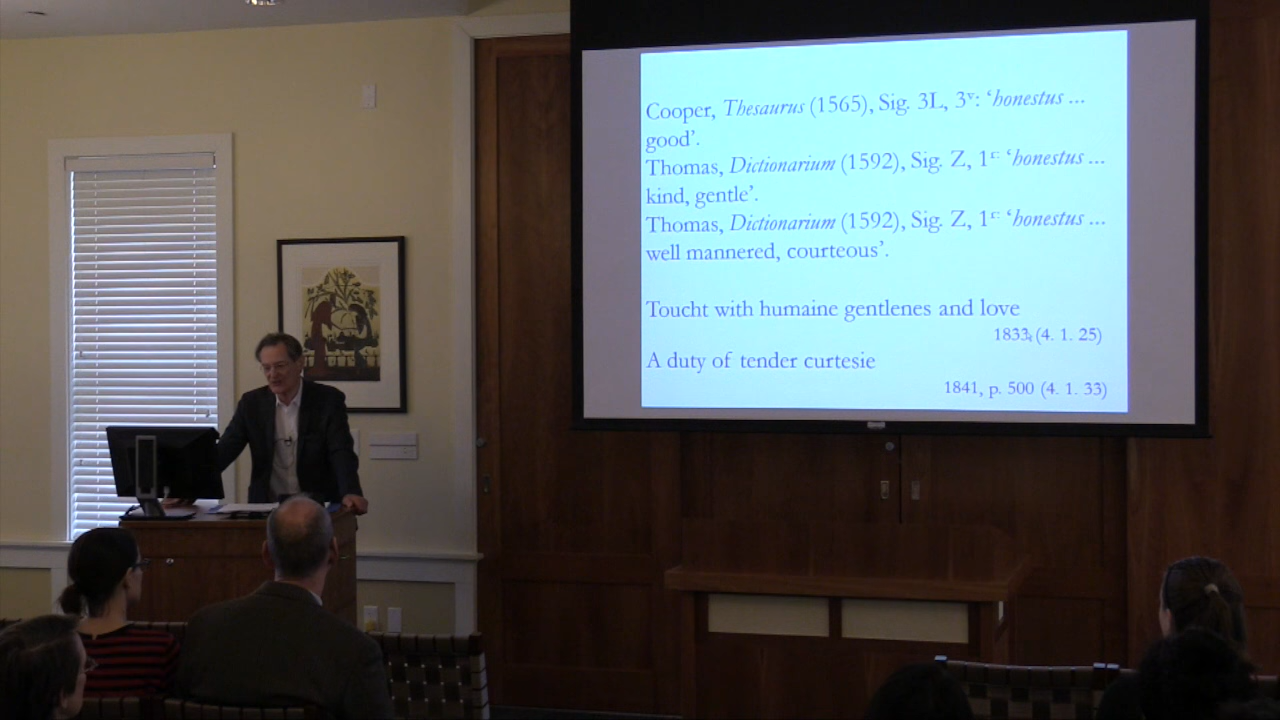 Cooper, Thesaurus (1565), Sig. 3L, 3ᵛ: ‘honestus ...
good’.
Thomas, Dictionarium (1592), Sig. Z, 1ʳ: ‘honestus ...
kind, gentle’.
Thomas, Dictionarium (1592), Sig. Z, 1ʳ: ‘honestus ...
well mannered, courteous’.
Toucht with humaine gentlenes and love
1833, (4. 1. 25)
A duty of tender curtesie
1841, p. 500 (4. 1. 33)